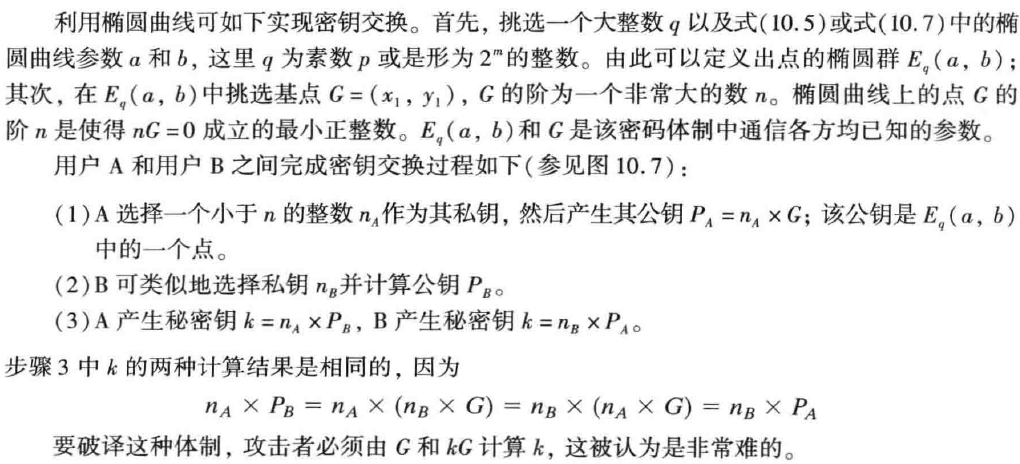 利用椭圆曲线可如下实现密钥交换。首先，挑选一个大整数 q 以及式(10.5)或式(10.7)中的椭
圆曲线参数 a 和 b，这里 q 为素数 p 或是形为 2ᵐ的整数。由此可以定义出点的椭圆群 E_q(a, b)；
其次，在 E_q(a, b)中挑选基点 G = (x₁, y₁)，G 的阶为一个非常大的数 n。椭圆曲线上的点 G 的
阶 n 是使得 nG = 0 成立的最小正整数。E_q(a, b)和 G 是该密码体制中通信各方均已知的参数。
用户 A 和用户 B 之间完成密钥交换过程如下(参见图 10.7)：
(1) A 选择一个小于 n 的整数 n_A作为其私钥，然后产生其公钥 P_A = n_A × G；该公钥是 E_q(a, b)
中的一个点。
(2) B 可类似地选择私钥 n_B并计算公钥 P_B。
(3) A 产生秘密钥 k = n_A × P_B，B 产生秘密钥 k = n_B × P_A。
步骤 3 中 k 的两种计算结果是相同的，因为
n_A × P_B = n_A × (n_B × G) = n_B × (n_A × G) = n_B × P_A
要破译这种体制，攻击者必须由 G 和 kG 计算 k，这被认为是非常难的。